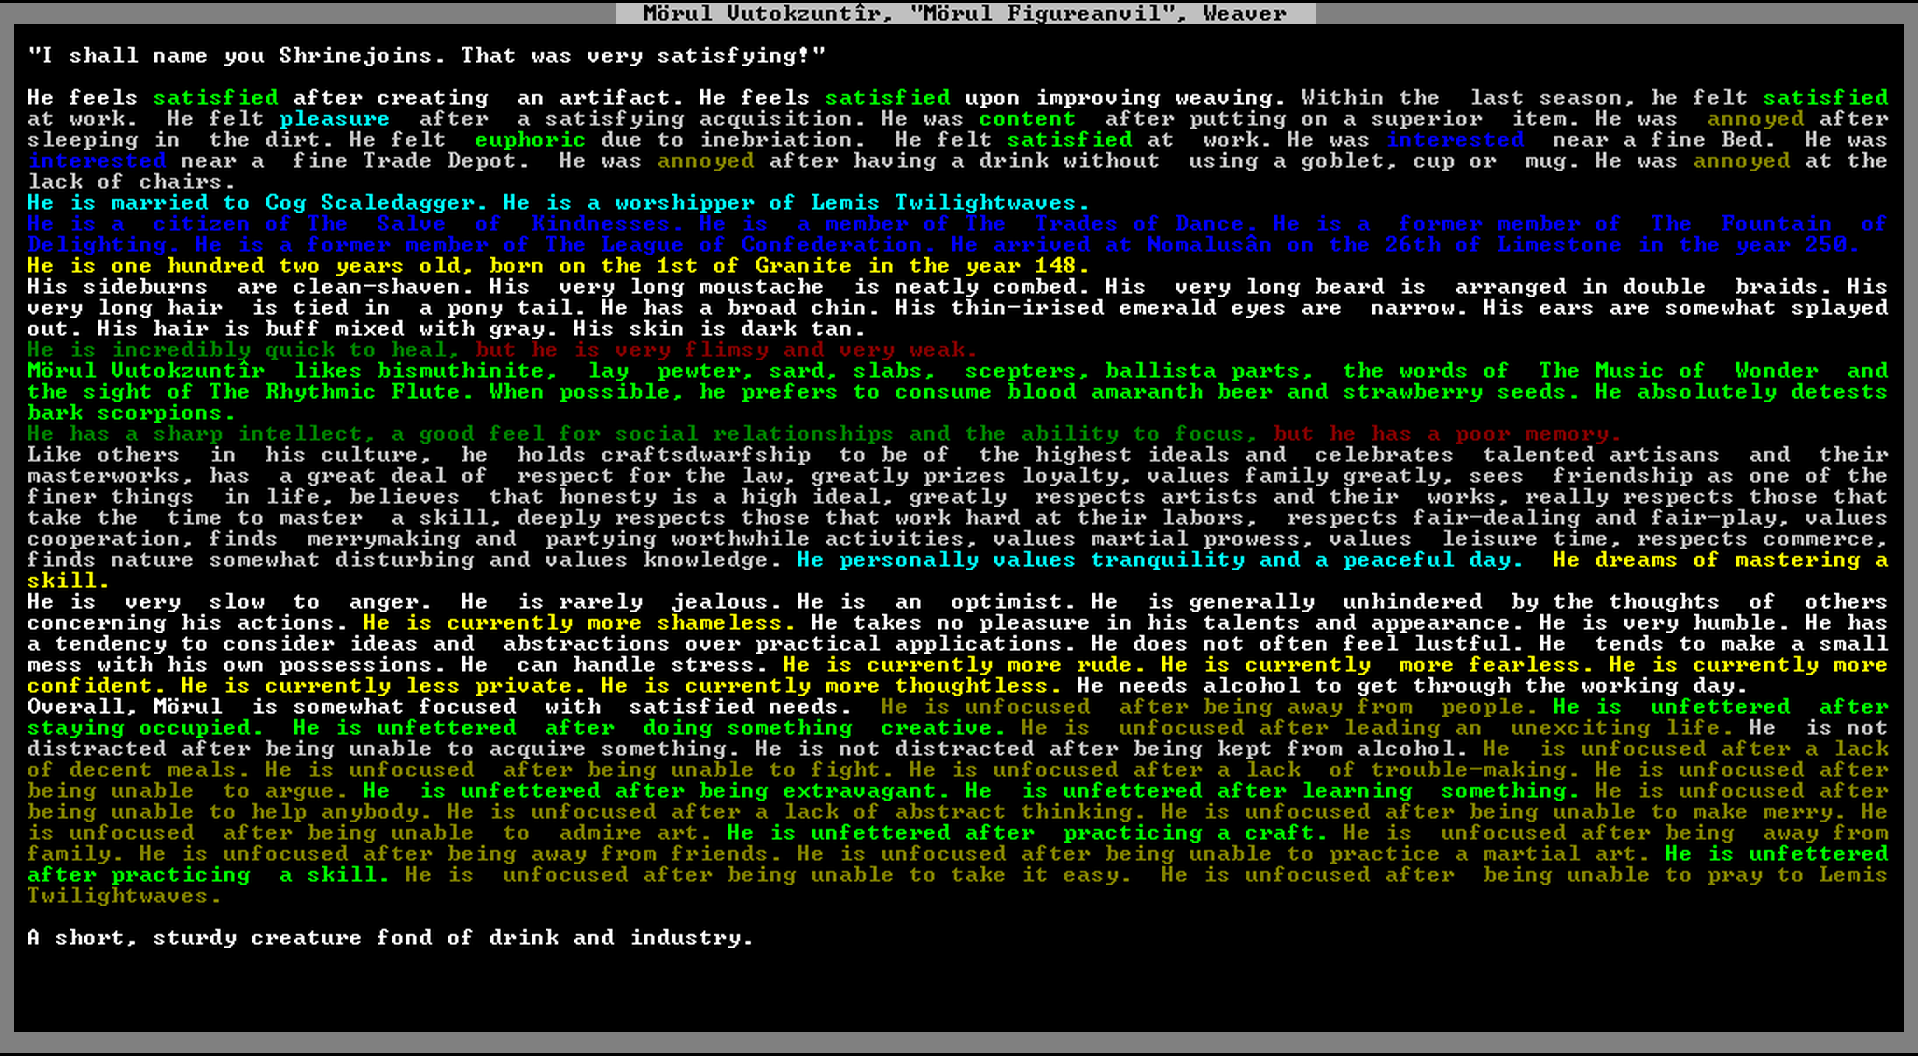 Mörul Vutokzuntîr, "Mörul Figureanvil", Weaver
"I shall name you Shrinejoins. That was very satisfying!"
He feels satisfied after creating an artifact. He feels satisfied upon improving weaving. Within the last season, he felt satisfied
at work. He felt pleasure after a satisfying acquisition. He was content after putting on a superior item. He was annoyed after
sleeping in the dirt. He felt euphoric due to inebriation. He felt satisfied at work. He was interested near a fine Bed. He was
interested near a fine Trade Depot. He was annoyed after having a drink without using a goblet, cup or mug. He was annoyed at the
lack of chairs.
He is married to Cog Scaledagger. He is a worshipper of Lemis Twilightwaves.
He is a citizen of The Salve of Kindnesses. He is a member of The Trades of Dance. He is a former member of The Fountain of
Delighting. He is a former member of The League of Confederation. He arrived at Nomalusân on the 26th of Limestone in the year 250.
He is one hundred two years old, born on the 1st of Granite in the year 148.
His sideburns are clean-shaven. His very long moustache is neatly combed. His very long beard is arranged in double braids. His
very long hair is tied in a pony tail. He has a broad chin. His thin-irised emerald eyes are narrow. His ears are somewhat splayed
out. His hair is buff mixed with gray. His skin is dark tan.
He is incredibly quick to heal, but he is very flimsy and very weak.
Mörul Vutokzuntîr likes bismuthinite, lay pewter, sard, slabs, scepters, ballista parts, the words of The Music of Wonder and
the sight of The Rhythmic Flute. When possible, he prefers to consume blood amaranth beer and strawberry seeds. He absolutely detests
bark scorpions.
He has a sharp intellect, a good feel for social relationships and the ability to focus, but he has a poor memory.
Like others in his culture, he holds craftsdwarfship to be of the highest ideals and celebrates talented artisans and their
masterworks, has a great deal of respect for the law, greatly prizes loyalty, values family greatly, sees friendship as one of the
finer things in life, believes that honesty is a high ideal, greatly respects artists and their works, really respects those that
take the time to master a skill, deeply respects those that work hard at their labors, respects fair-dealing and fair-play, values
cooperation, finds merrymaking and partying worthwhile activities, values martial prowess, values leisure time, respects commerce,
finds nature somewhat disturbing and values knowledge. He personally values tranquility and a peaceful day. He dreams of mastering a
skill.
He is very slow to anger. He is rarely jealous. He is an optimist. He is generally unhindered by the thoughts of others
concerning his actions. He is currently more shameless. He takes no pleasure in his talents and appearance. He is very humble. He has
a tendency to consider ideas and abstractions over practical applications. He does not often feel lustful. He tends to make a small
mess with his own possessions. He can handle stress. He is currently more rude. He is currently more fearless. He is currently more
confident. He is currently less private. He is currently more thoughtless. He needs alcohol to get through the working day.
Overall, Mörul is somewhat focused with satisfied needs. He is unfocused after being away from people. He is unfettered after
staying occupied. He is unfettered after doing something creative. He is unfocused after leading an unexciting life. He is not
distracted after being unable to acquire something. He is not distracted after being kept from alcohol. He is unfocused after a lack
of decent meals. He is unfocused after being unable to fight. He is unfocused after a lack of trouble-making. He is unfocused after
being unable to argue. He is unfettered after being extravagant. He is unfettered after learning something. He is unfocused after
being unable to help anybody. He is unfocused after a lack of abstract thinking. He is unfocused after being unable to make merry. He
is unfocused after being unable to admire art. He is unfettered after practicing a craft. He is unfocused after being away from
family. He is unfocused after being away from friends. He is unfocused after being unable to practice a martial art. He is unfettered
after practicing a skill. He is unfocused after being unable to take it easy. He is unfocused after being unable to pray to Lemis
Twilightwaves.
A short, sturdy creature fond of drink and industry.